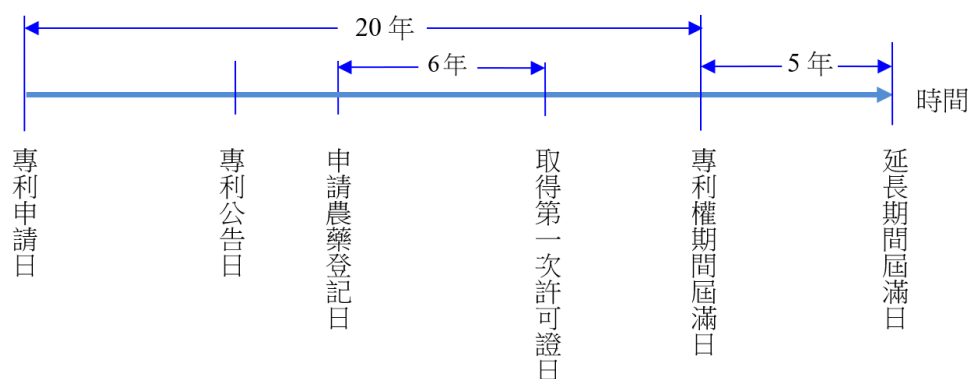 20 年
6年
5 年
時間
專利申請日
專利公告日
申請農藥登記日
取得第一次許可證日
專利權期間屆滿日
延長期間屆滿日